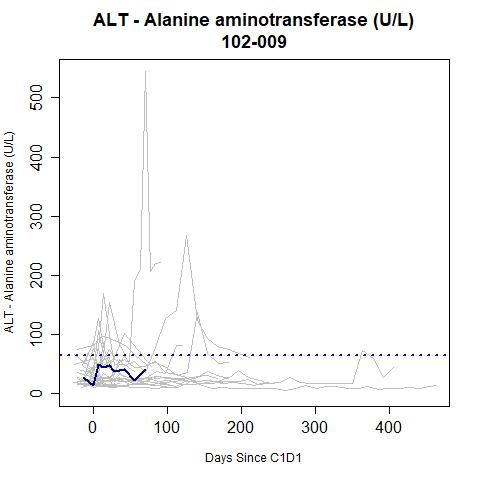 ALT - Alanine aminotransferase (U/L)
102-009
ALT - Alanine aminotransferase (U/L)
500
400
300
200
100
0
0 100 200 300 400
Days Since C1D1